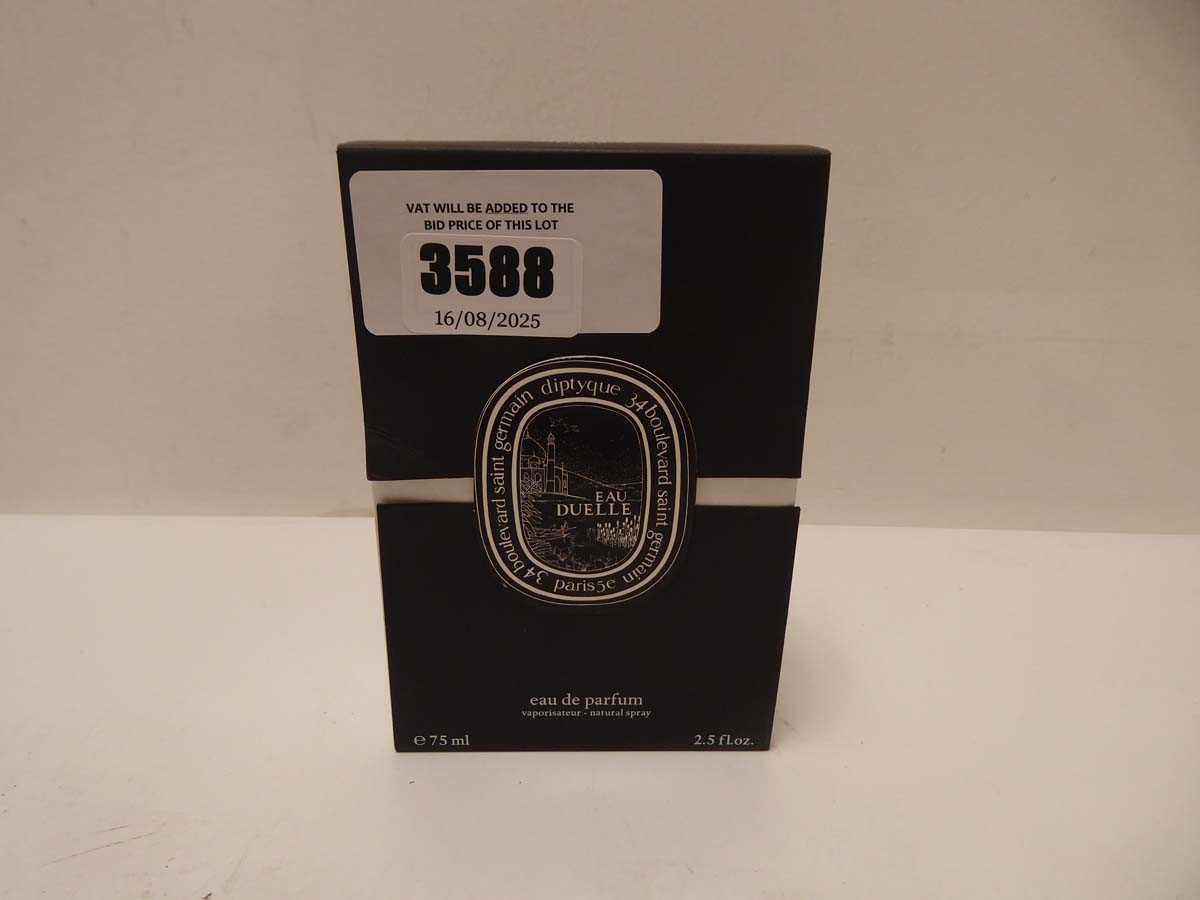 VAT WILL BE ADDED TO THE
BID PRICE OF THIS LOT
3588
16/08/2025
diptyque 34 boulevard saint germain paris 5e 34 boulevard saint germain
EAU
DUELLE
eau de parfum
vaporisateur - natural spray
e 75 ml
2.5 fl.oz.